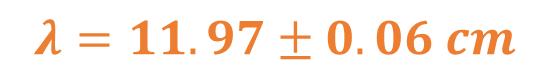 λ = 11.97 ± 0.06 cm